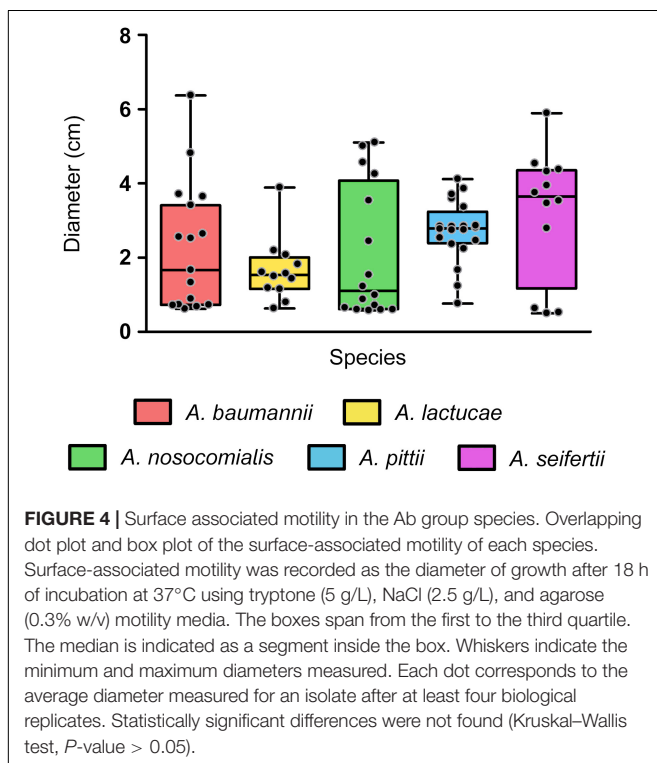 8
6
4
2
0
Diameter (cm)
Species
A. baumannii
A. lactucae
A. nosocomialis
A. pittii
A. seifertii
FIGURE 4 | Surface associated motility in the Ab group species. Overlapping
dot plot and box plot of the surface-associated motility of each species.
Surface-associated motility was recorded as the diameter of growth after 18 h
of incubation at 37°C using tryptone (5 g/L), NaCl (2.5 g/L), and agarose
(0.3% w/v) motility media. The boxes span from the first to the third quartile.
The median is indicated as a segment inside the box. Whiskers indicate the
minimum and maximum diameters measured. Each dot corresponds to the
average diameter measured for an isolate after at least four biological
replicates. Statistically significant differences were not found (Kruskal–Wallis
test, P-value > 0.05).